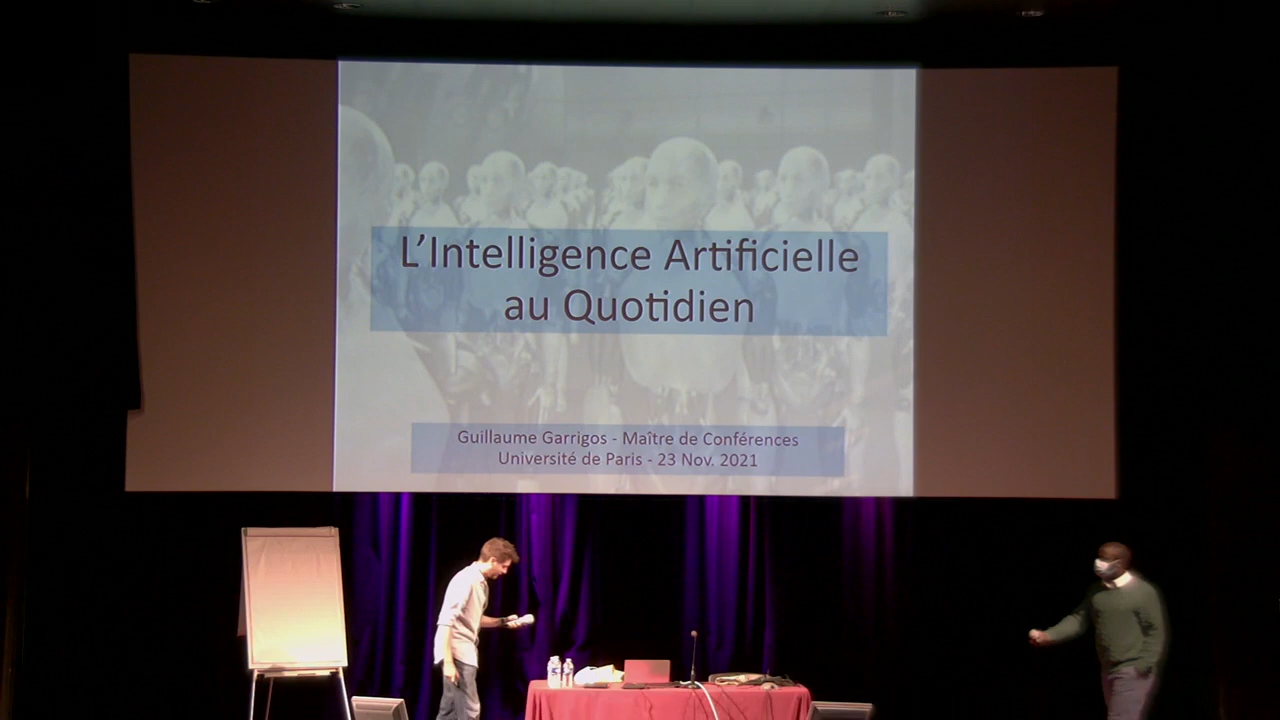 L'Intelligence Artificielle
au Quotidien
Guillaume Garrigos - Maître de Conférences
Université de Paris - 23 Nov. 2021